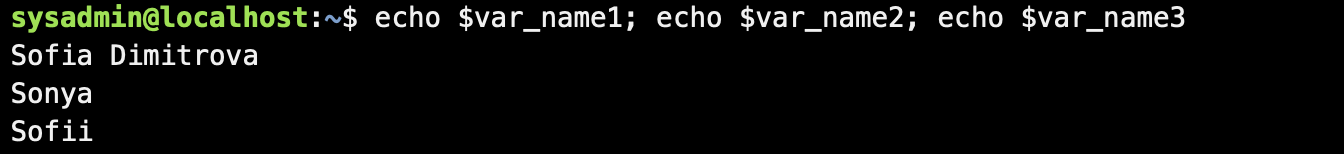 sysadmin@localhost:~$ echo $var_name1; echo $var_name2; echo $var_name3
Sofia Dimitrova
Sonya
Sofii